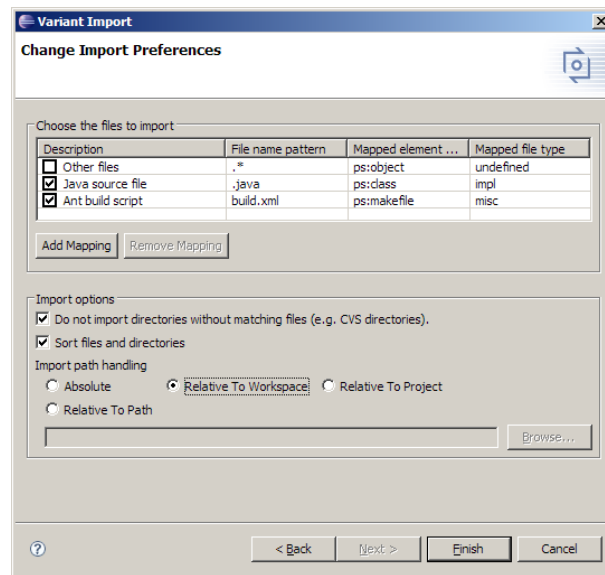 Variant Import
Change Import Preferences
Choose the files to import
Description File name pattern Mapped element ... Mapped file type
Other files .* ps:object undefined
Java source file .java ps:class impl
Ant build script build.xml ps:makefile misc
Add Mapping Remove Mapping
Import options
Do not import directories without matching files (e.g. CVS directories).
Sort files and directories
Import path handling
Absolute Relative To Workspace Relative To Project
Relative To Path
Browse...
? < Back Next > Finish Cancel